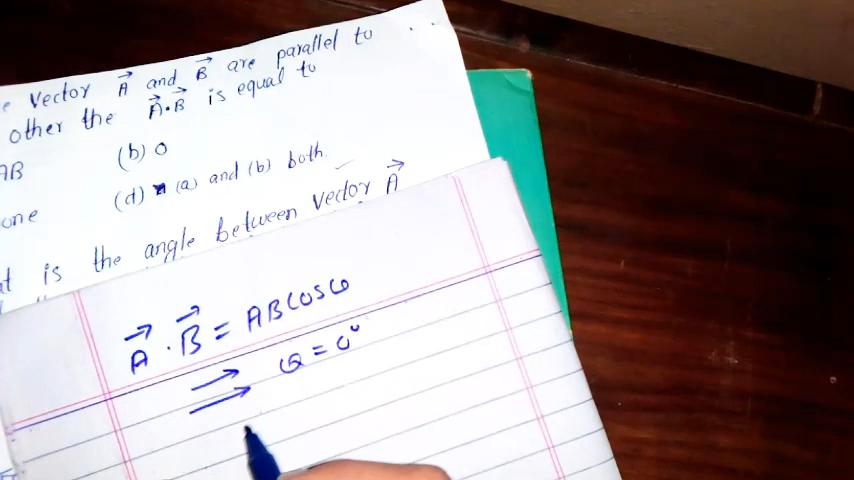 e Vector A⃗ and B⃗ are parallel to
other the A⃗·B⃗ is equal to
AB (b) 0
one (d) (a) and (b) both
at is the angle between vector A⃗
A⃗·B⃗ = AB cos θ
θ = 0°